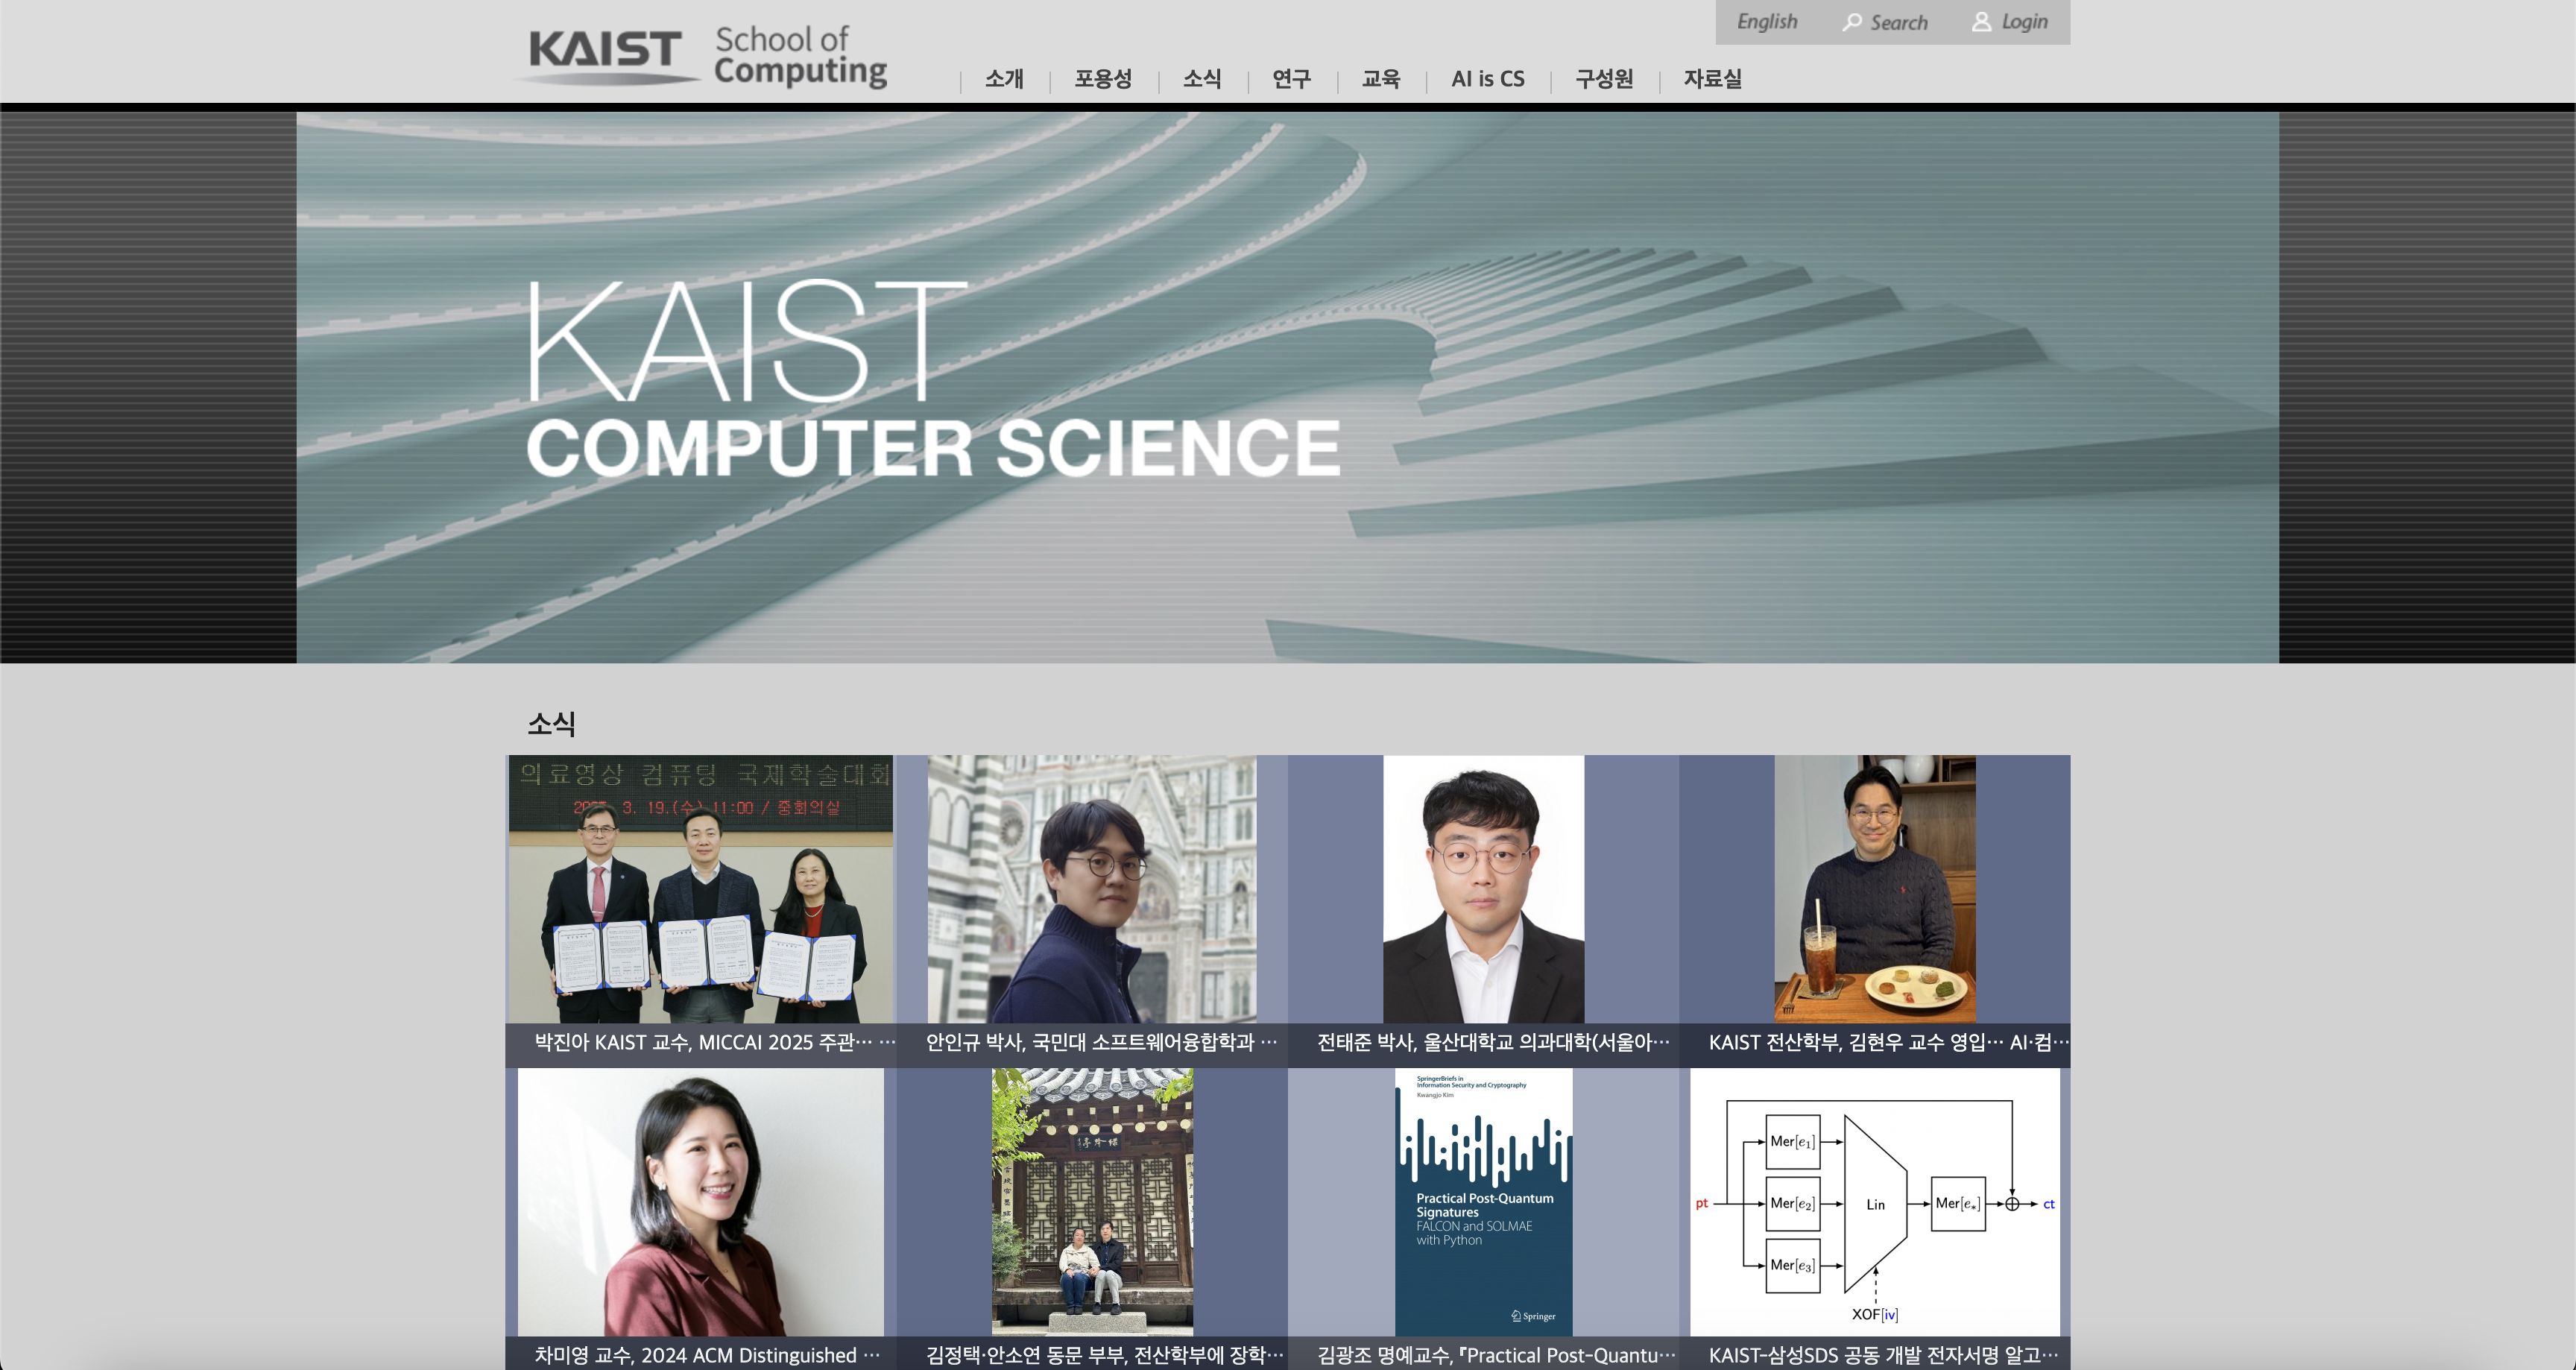 KAIST School of
Computing
English Search Login
소개 포용성 소식 연구 교육 AI is CS 구성원 자료실
KAIST
COMPUTER SCIENCE
소식
의료영상 컴퓨팅 국제학술대회
3. 19.(수) 11:00 / 중회의실
박진아 KAIST 교수, MICCAI 2025 주관… …
안인규 박사, 국민대 소프트웨어융합학과 …
전태준 박사, 울산대학교 의과대학(서울아…
KAIST 전산학부, 김현우 교수 영입… AI·컴…
SpringerBriefs in
Information Security and Cryptography
Kwangjo Kim
Practical Post-Quantum
Signatures
FALCON and SOLMAE
with Python
Springer
Mer[e1]
pt Mer[e2] Lin Mer[e*] ct
Mer[e3]
XOF[iv]
차미영 교수, 2024 ACM Distinguished …
김정택·안소연 동문 부부, 전산학부에 장학…
김광조 명예교수, 『Practical Post-Quantu…
KAIST-삼성SDS 공동 개발 전자서명 알고…